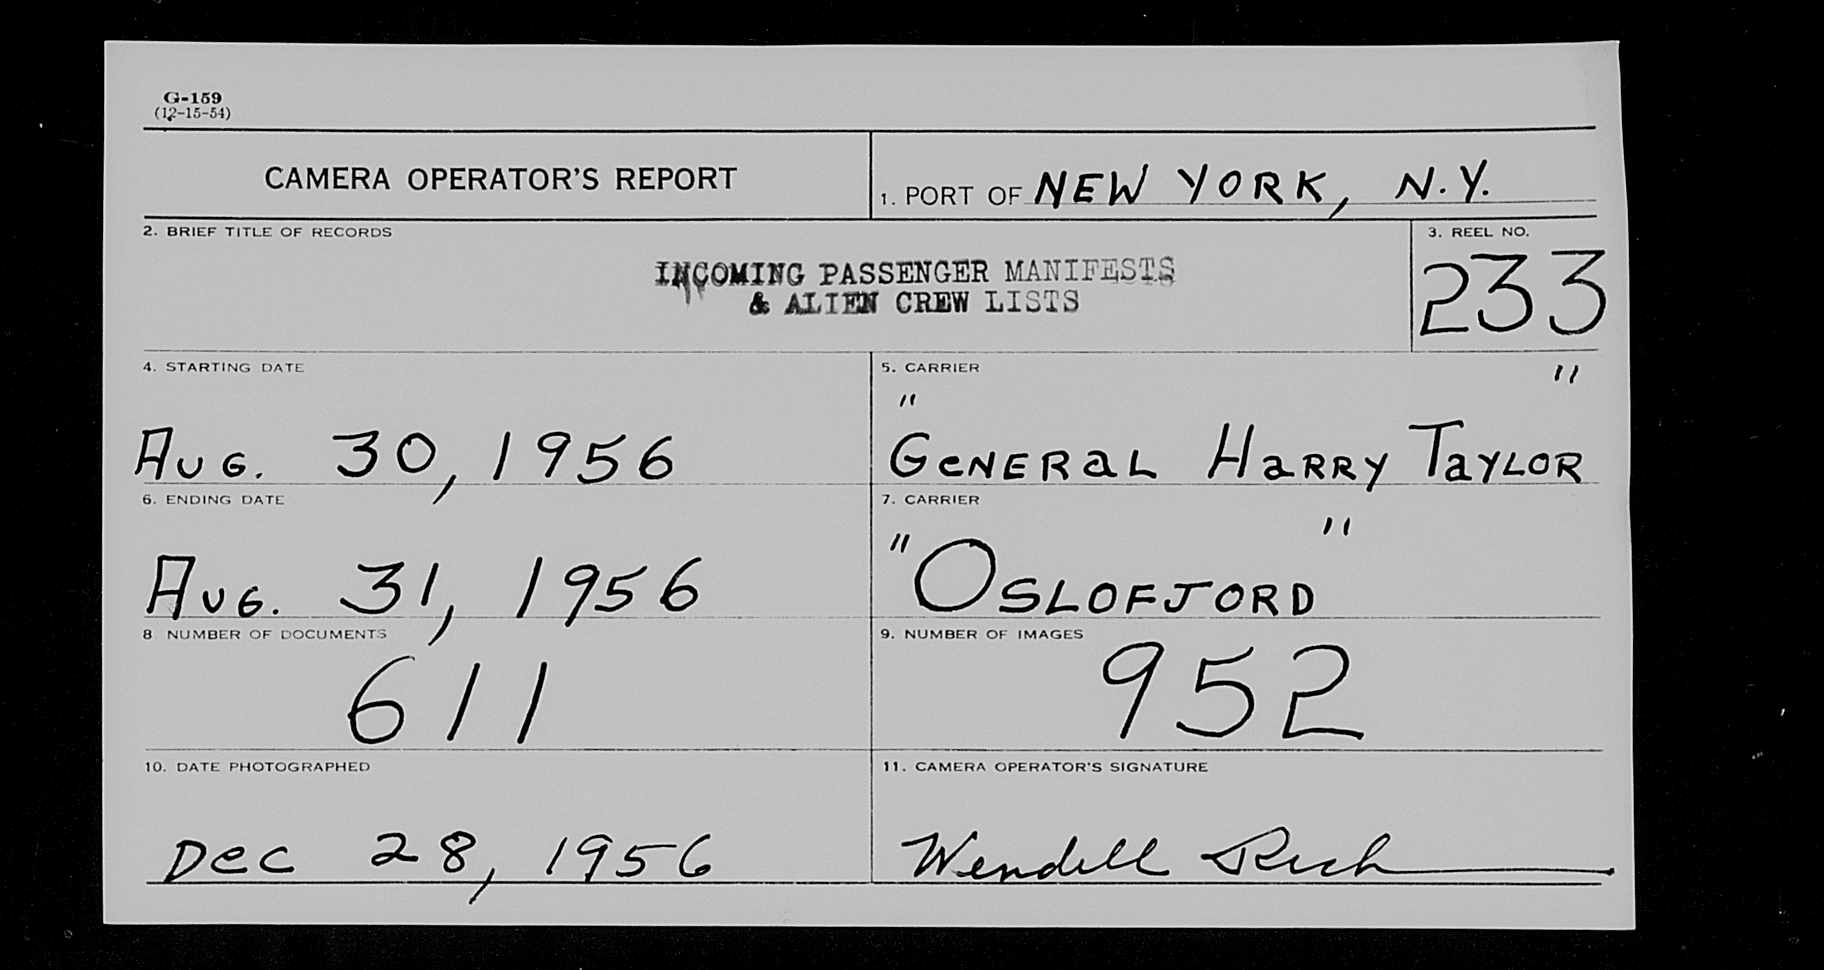 G-159
(12-15-54)
CAMERA OPERATOR'S REPORT
1. PORT OF NEW YORK, N.Y.
2. BRIEF TITLE OF RECORDS
INCOMING PASSENGER MANIFESTS
& ALIEN CREW LISTS
3. REEL NO.
233
4. STARTING DATE
Aug. 30, 1956
5. CARRIER
"General Harry Taylor"
6. ENDING DATE
Aug. 31, 1956
7. CARRIER
"Oslofjord"
8 NUMBER OF DOCUMENTS
611
9. NUMBER OF IMAGES
952
10. DATE PHOTOGRAPHED
Dec 28, 1956
11. CAMERA OPERATOR'S SIGNATURE
Wendell Rich